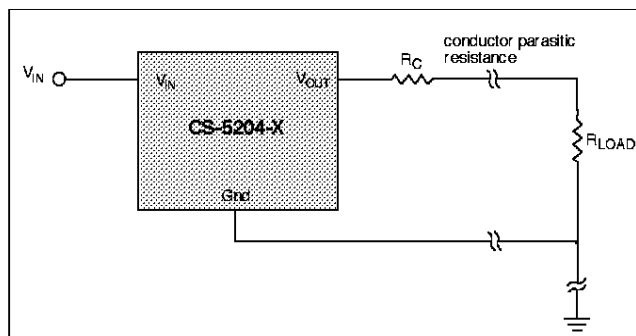 conductor parasitic
resistance
RC
VIN
VIN
VOUT
CS-5204-X
RLOAD
Gnd